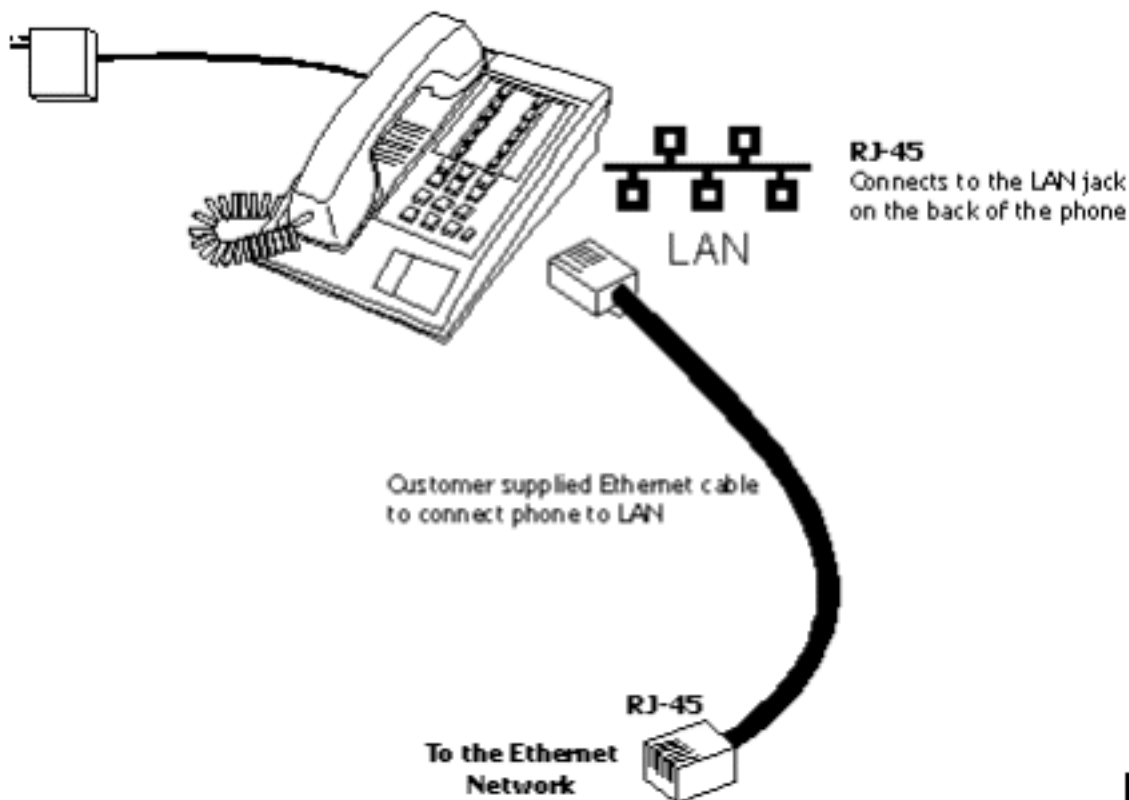 RJ-45
Connects to the LAN jack
on the back of the phone
LAN
Customer supplied Ethernet cable
to connect phone to LAN
RJ-45
To the Ethernet
Network